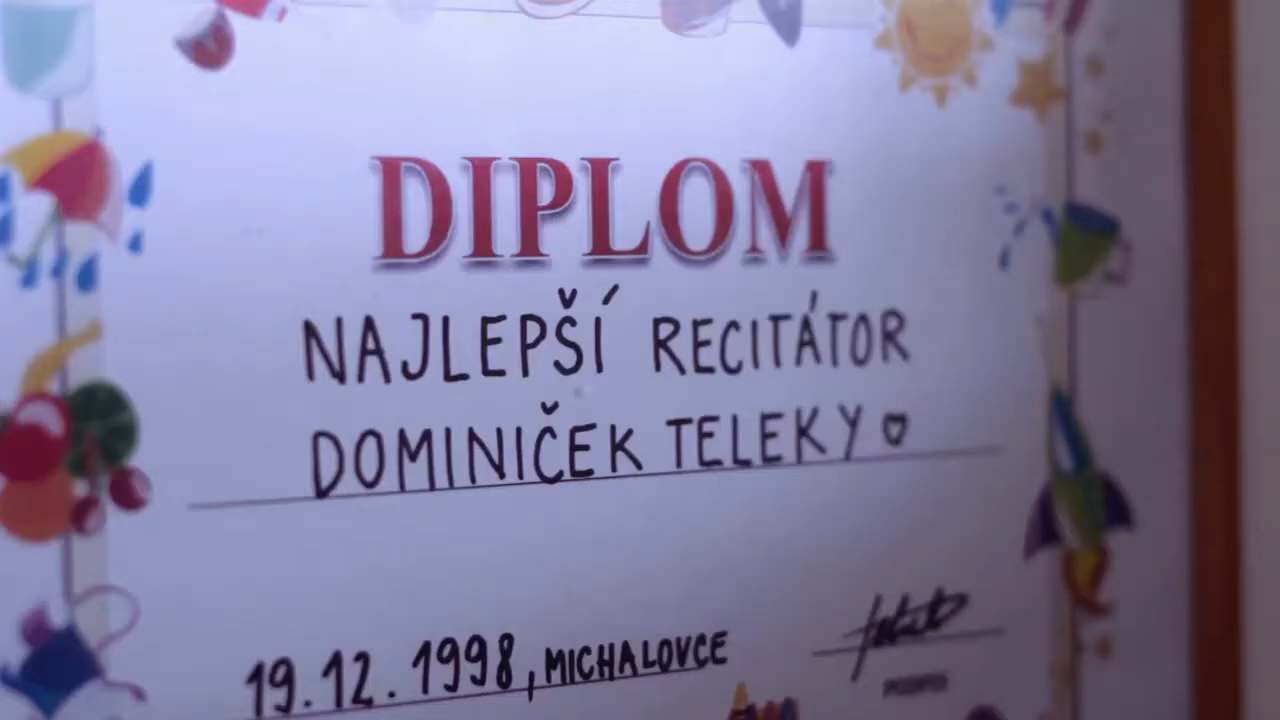 DIPLOM
NAJLEPŠÍ RECITÁTOR
DOMINIČEK TELEKY
19.12.1998, MICHALOVCE